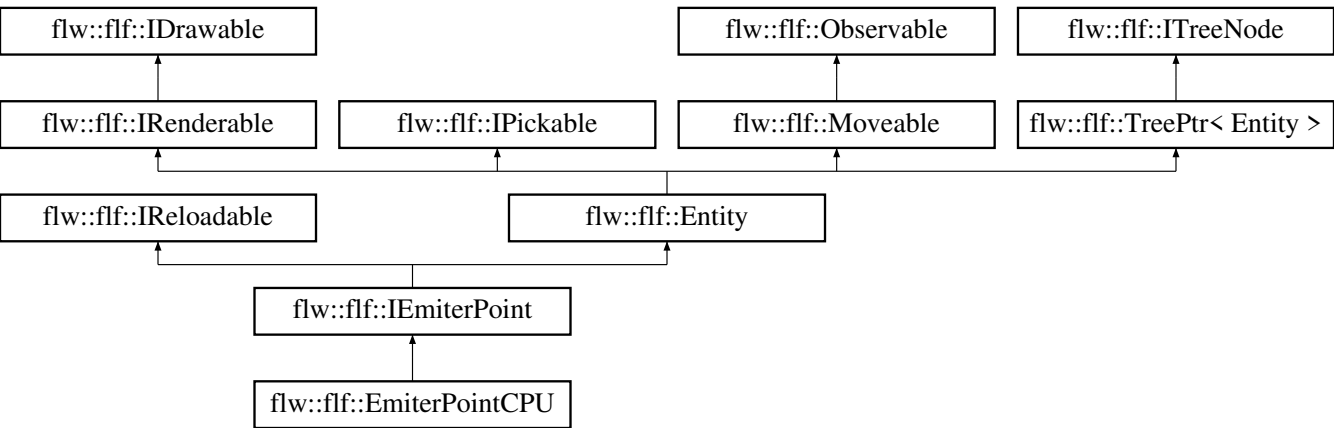 flw::flf::IDrawable
flw::flf::Observable
flw::flf::ITreeNode
flw::flf::IRenderable
flw::flf::IPickable
flw::flf::Moveable
flw::flf::TreePtr< Entity >
flw::flf::IReloadable
flw::flf::Entity
flw::flf::IEmiterPoint
flw::flf::EmiterPointCPU